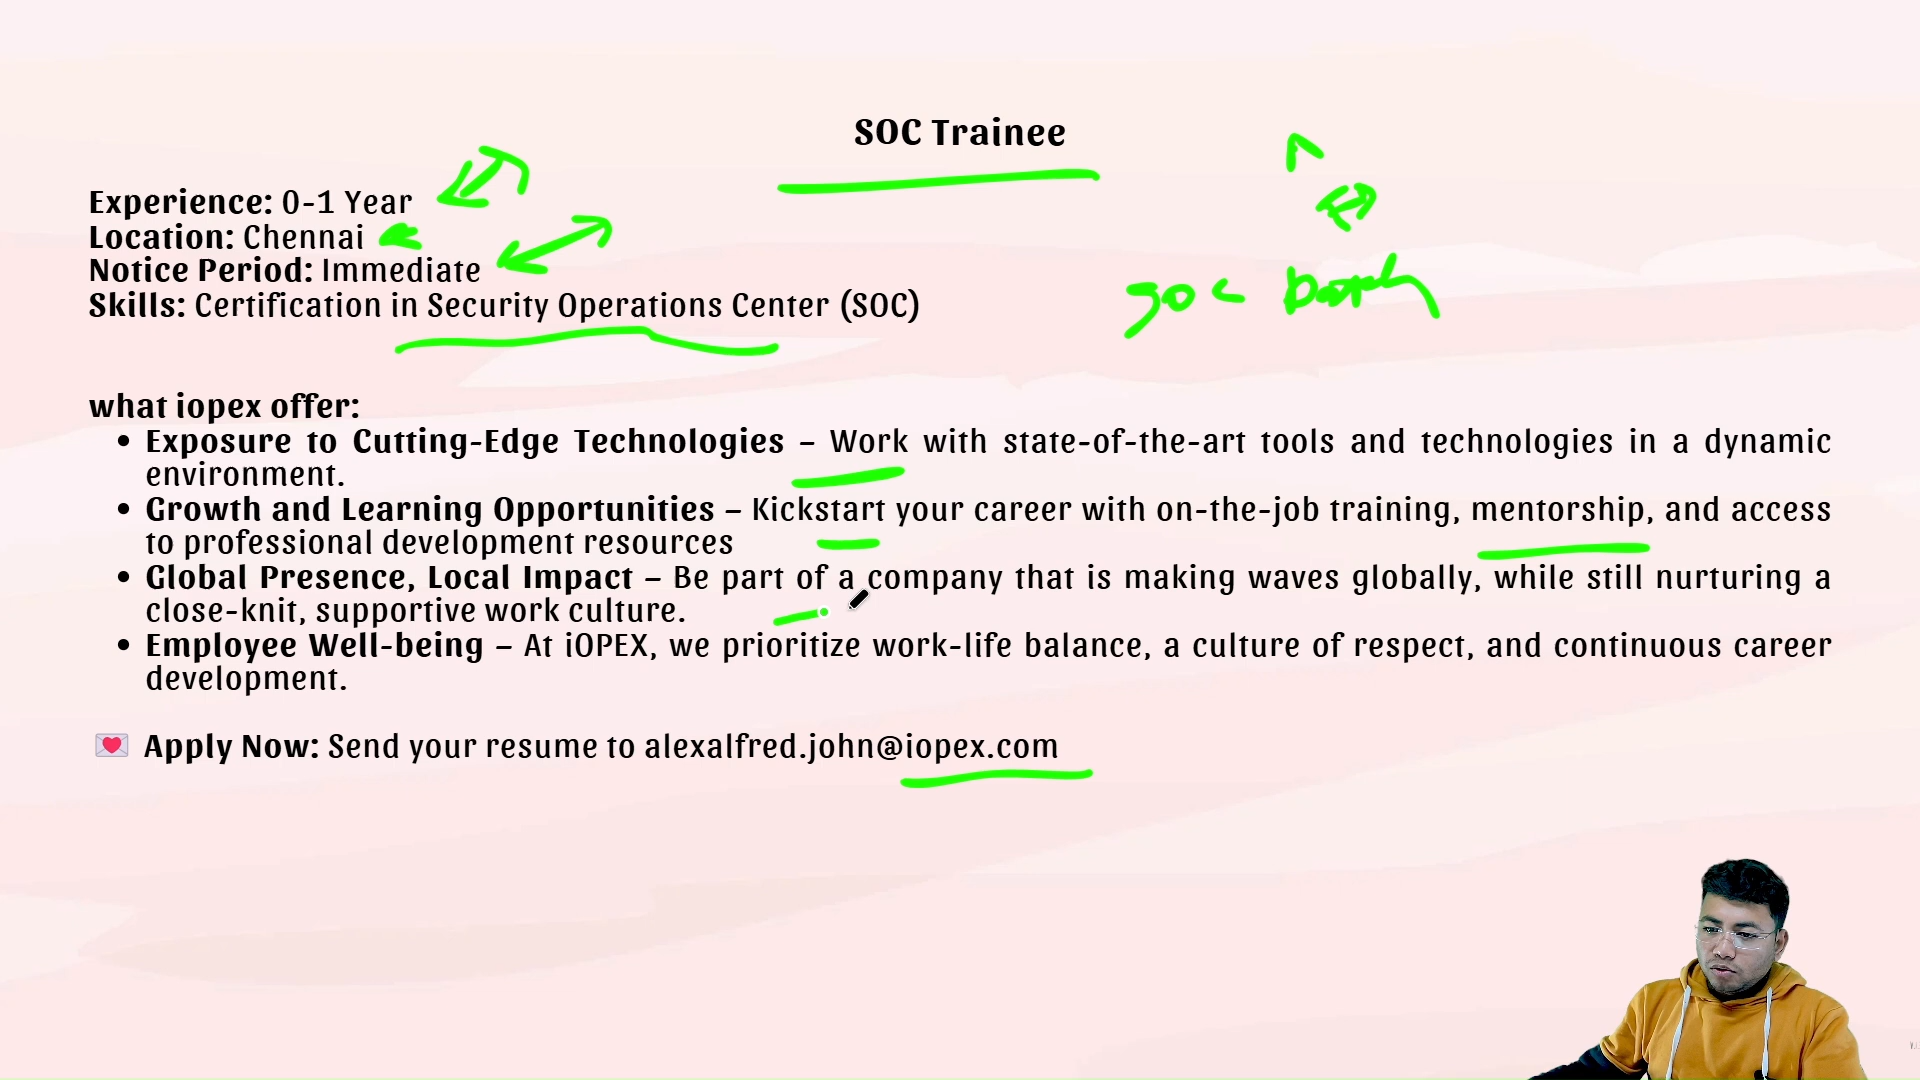 SOC Trainee
Experience: 0-1 Year
Location: Chennai
Notice Period: Immediate
Skills: Certification in Security Operations Center (SOC)
soc
what iopex offer:
• Exposure to Cutting-Edge Technologies – Work with state-of-the-art tools and technologies in a dynamic
environment.
• Growth and Learning Opportunities – Kickstart your career with on-the-job training, mentorship, and access
to professional development resources
• Global Presence, Local Impact – Be part of a company that is making waves globally, while still nurturing a
close-knit, supportive work culture.
• Employee Well-being – At iOPEX, we prioritize work-life balance, a culture of respect, and continuous career
development.
💌 Apply Now: Send your resume to alexalfred.john@iopex.com